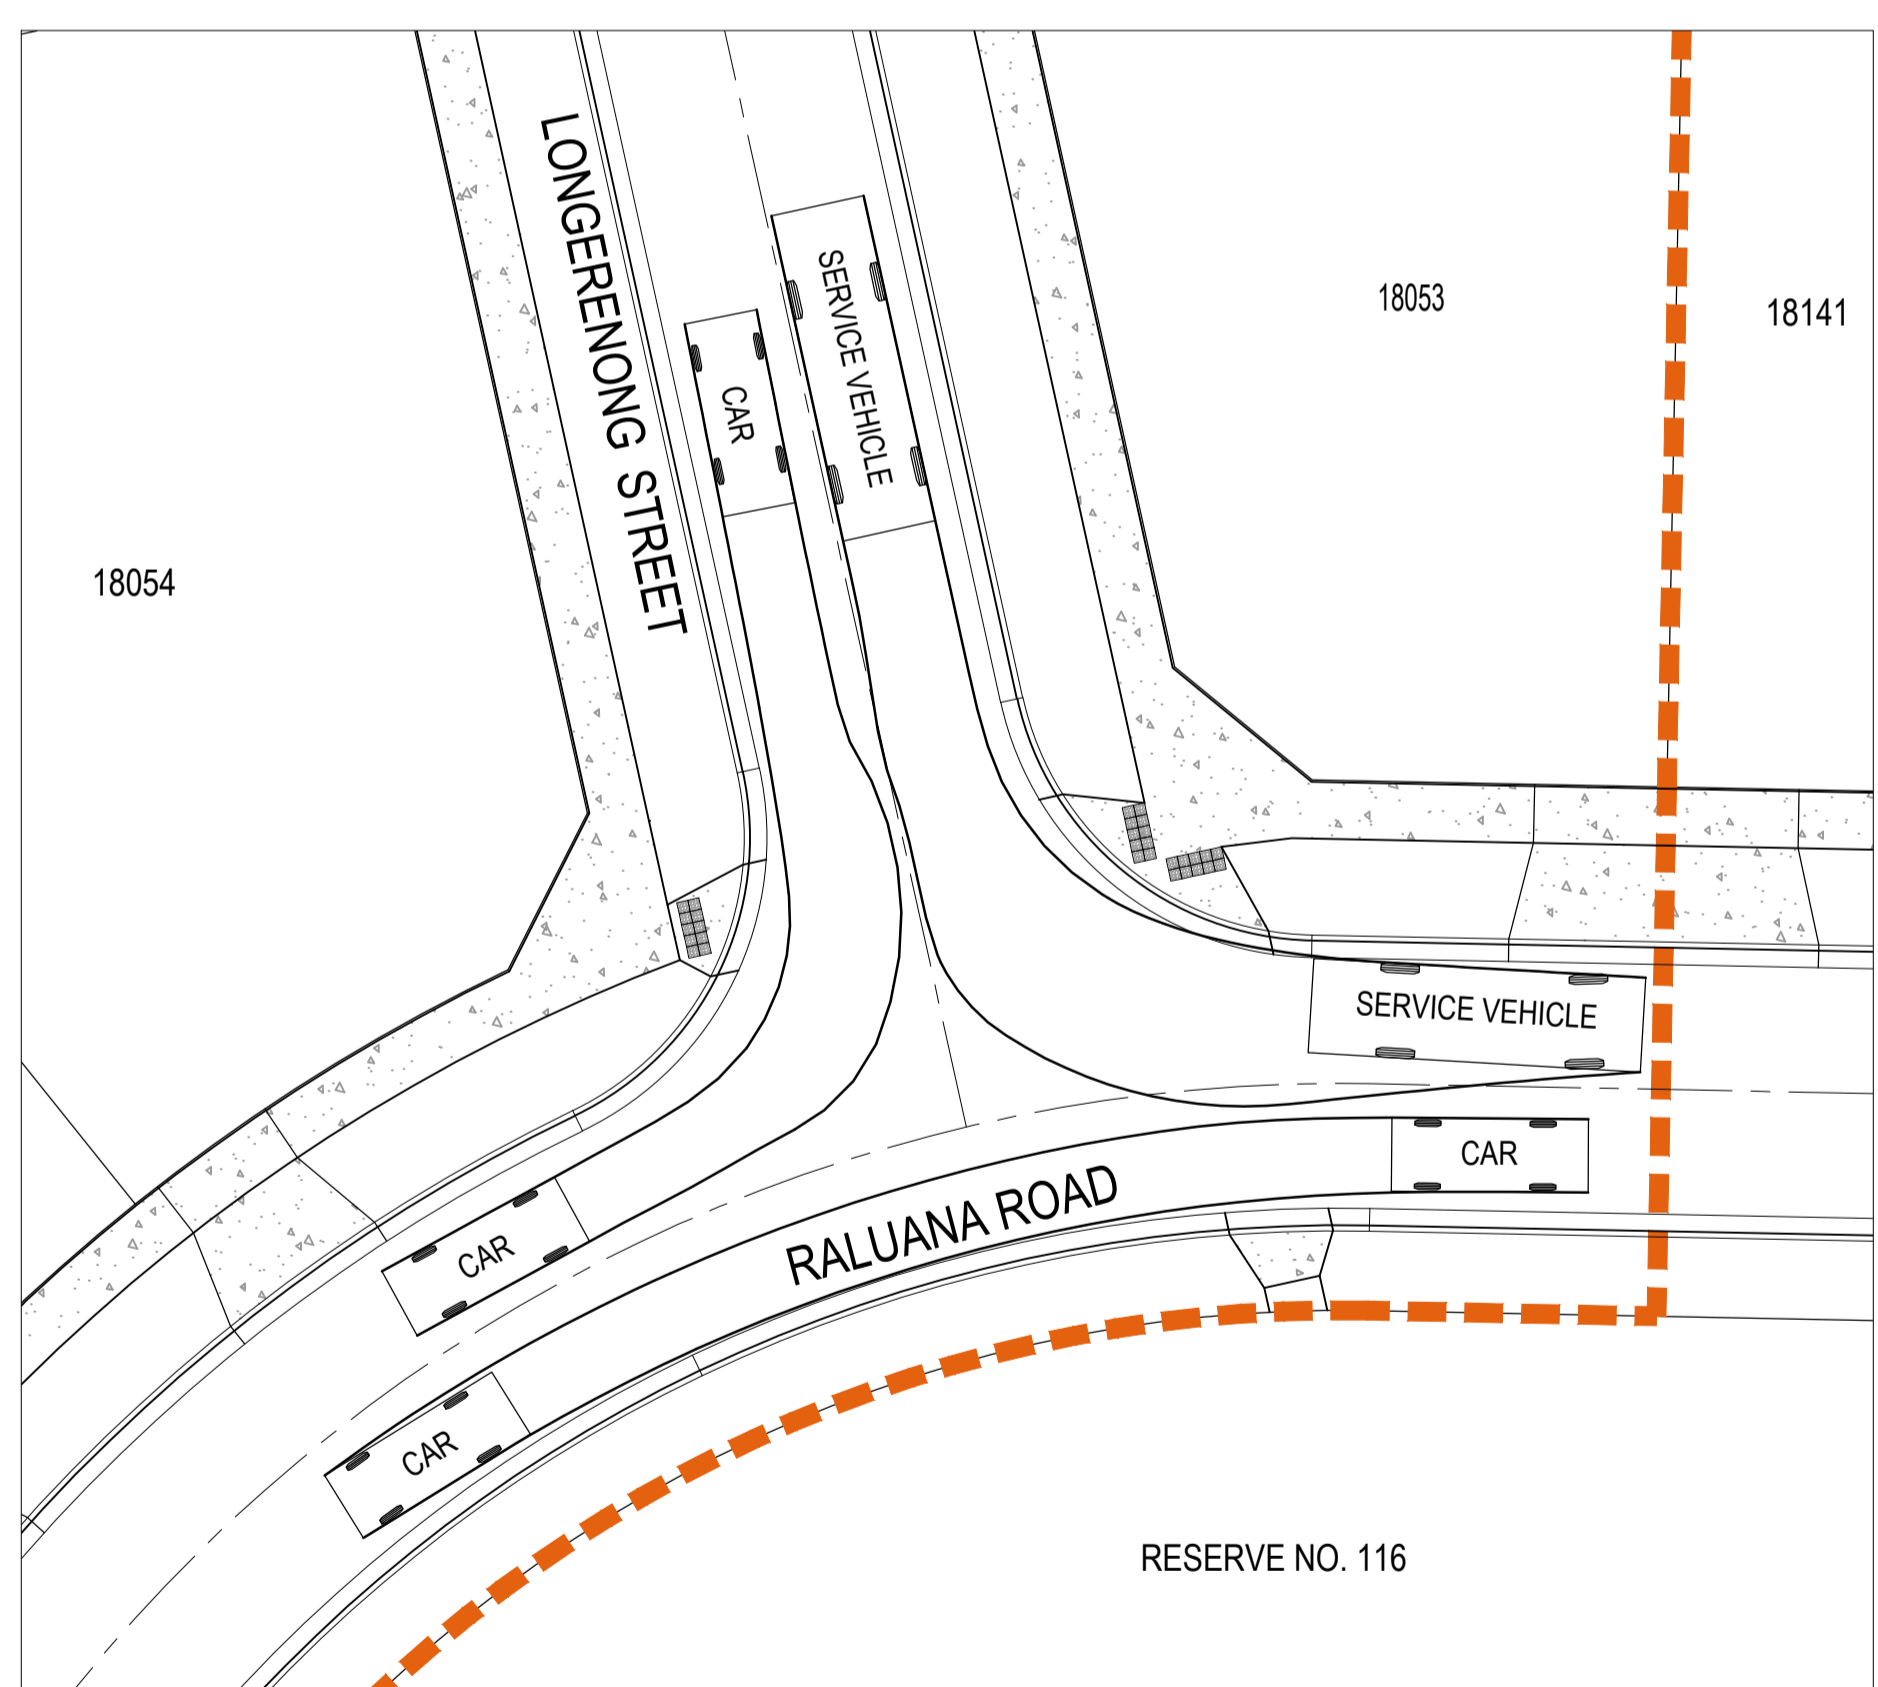 LONGERENONG STREET
SERVICE VEHICLE
18053
18141
CAR
18054
SERVICE VEHICLE
CAR
RALUANA ROAD
CAR
CAR
RESERVE NO. 116